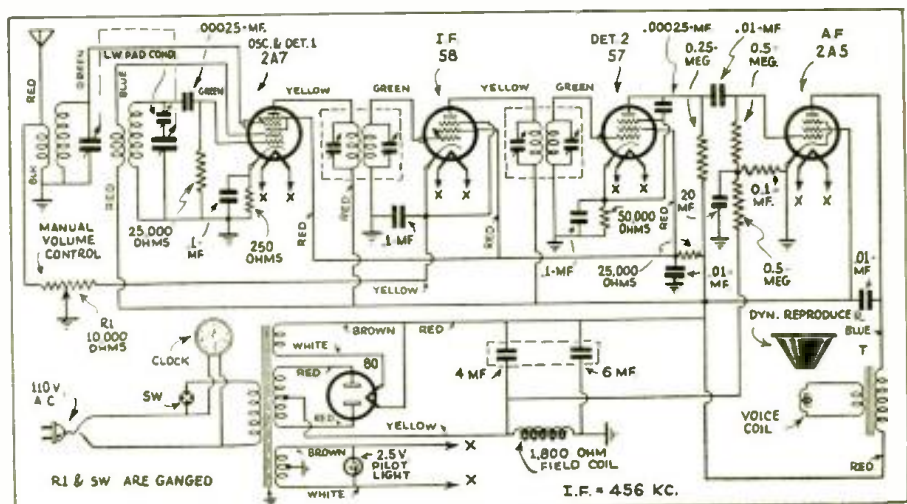 .00025-MF.
OSC. & DET. 1
2A7
I.F.
58
DET. 2
57
.00025-MF.
0.25-
MEG
.01-MF.
0.5-
MEG.
A.F
2A5
L.W. PAD COND.
GREEN
RED
BLUE
GREEN
YELLOW
GREEN
YELLOW
GREEN
BLK
RED
25,000
OHMS
.1-
MF
250
OHMS
X
X
RED
RED
.1-MF
X
X
RED
.1-MF
X
X
50,000
OHMS
RED
25,000
OHMS
20
MF
.01-
MF
0.1-
MF.
0.5-
MEG
X
X
.01-
MF
MANUAL
VOLUME
CONTROL
YELLOW
R1
10,000
OHMS
CLOCK
110 V
A C
SW
BROWN
RED
WHITE
RED
80
RED
YELLOW
BROWN
2.5 V
PILOT
LIGHT
WHITE
X
X
4 MF
6 MF
1,800 OHM
FIELD COIL
DYN. REPRODUCE
R
BLUE
T
VOICE
COIL
RED
R1 & SW ARE GANGED
I.F. = 456 KC.